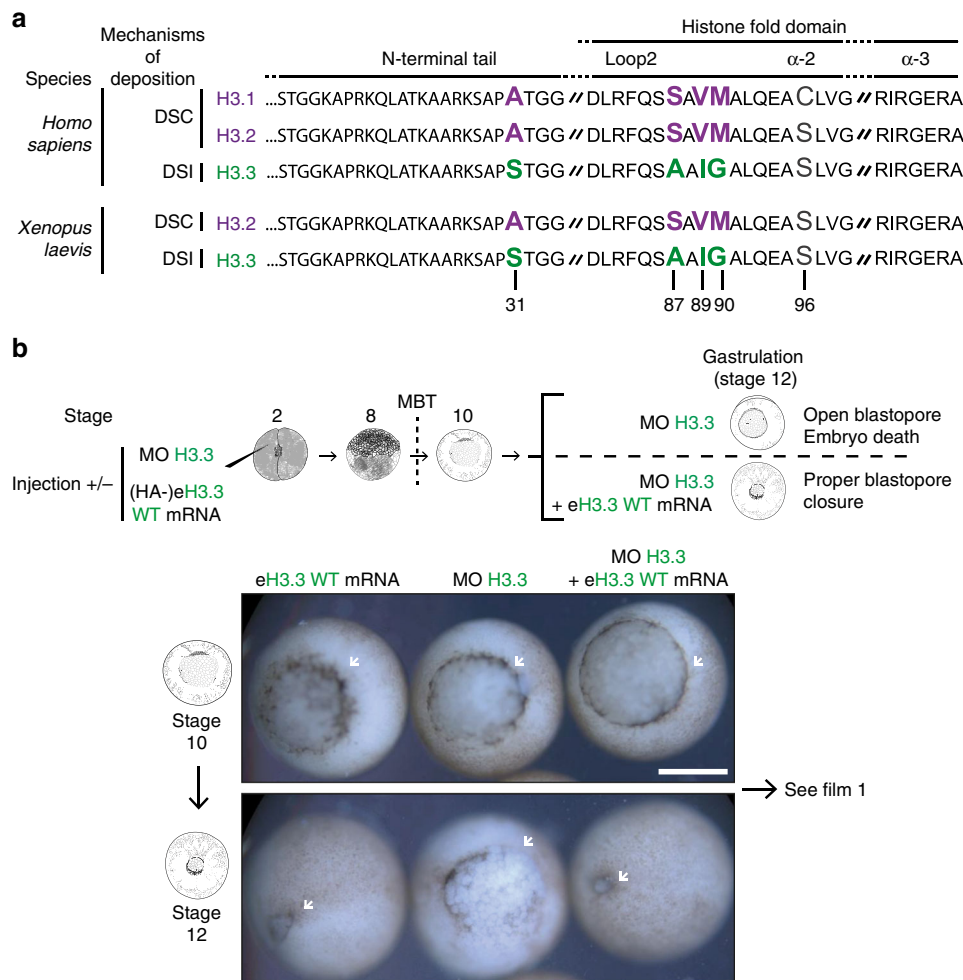 a
Mechanisms
of
deposition
Species
Histone fold domain
N-terminal tail Loop2 α-2 α-3
Homo
sapiens
DSC
H3.1 ...STGGKAPRKQLATKAARKSAPATGG // DLRFQSSAVMALQEACLVG // RIRGERA
H3.2 ...STGGKAPRKQLATKAARKSAPATGG // DLRFQSSAVMALQEASLVG // RIRGERA
DSI H3.3 ...STGGKAPRKQLATKAARKSAPSTGG // DLRFQSAAIGALQEASLVG // RIRGERA
Xenopus
laevis
DSC H3.2 ...STGGKAPRKQLATKAARKSAPATGG // DLRFQSSAVMALQEASLVG // RIRGERA
DSI H3.3 ...STGGKAPRKQLATKAARKSAPSTGG // DLRFQSAAIGALQEASLVG // RIRGERA
31 87 89 90 96
b
Stage 2 8 MBT 10
Gastrulation
(stage 12)
Injection +/–
MO H3.3
(HA-)eH3.3
WT mRNA
MO H3.3
Open blastopore
Embryo death
MO H3.3
+ eH3.3 WT mRNA
Proper blastopore
closure
eH3.3 WT mRNA
MO H3.3
MO H3.3
+ eH3.3 WT mRNA
Stage
10
See film 1
Stage
12